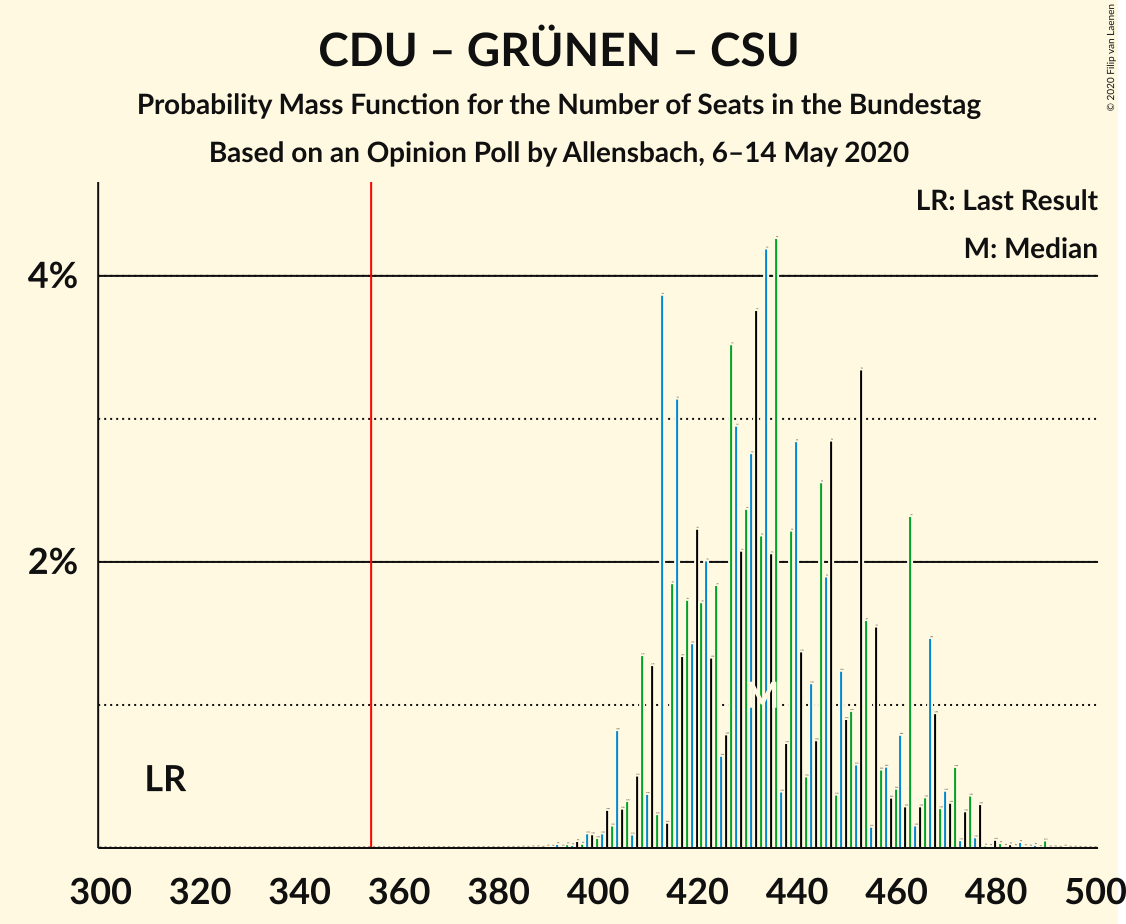 CDU – GRÜNEN – CSU
Probability Mass Function for the Number of Seats in the Bundestag
Based on an Opinion Poll by Allensbach, 6–14 May 2020
© 2020 Filip van Laenen
LR: Last Result
M: Median
4%
2%
M
LR
300 320 340 360 380 400 420 440 460 480 500